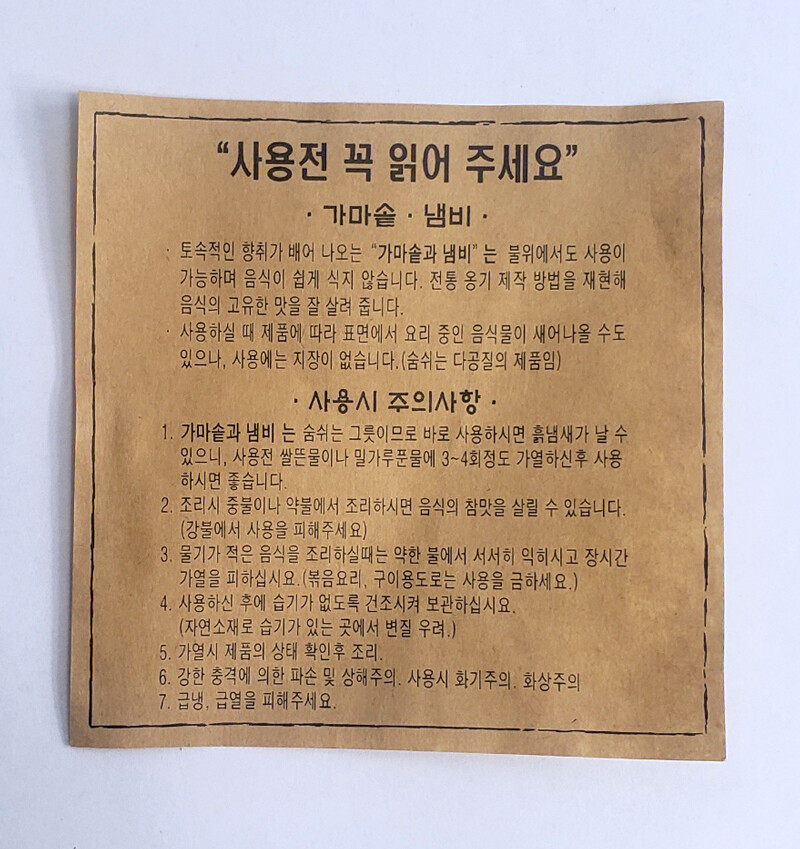 “사용전 꼭 읽어 주세요”
· 가마솥 · 냄비 ·
· 토속적인 향취가 배어 나오는 “가마솥과 냄비” 는 불위에서도 사용이
가능하며 음식이 쉽게 식지 않습니다. 전통 옹기 제작 방법을 재현해
음식의 고유한 맛을 잘 살려 줍니다.
· 사용하실 때 제품에 따라 표면에서 요리 중인 음식물이 새어나올 수도
있으나, 사용에는 지장이 없습니다.(숨쉬는 다공질의 제품임)
· 사용시 주의사항 ·
1. 가마솥과 냄비 는 숨쉬는 그릇이므로 바로 사용하시면 흙냄새가 날 수
있으니, 사용전 쌀뜬물이나 밀가루푼물에 3~4회정도 가열하신후 사용
하시면 좋습니다.
2. 조리시 중불이나 약불에서 조리하시면 음식의 참맛을 살릴 수 있습니다.
(강불에서 사용을 피해주세요)
3. 물기가 적은 음식을 조리하실때는 약한 불에서 서서히 익히시고 장시간
가열을 피하십시요.(볶음요리, 구이용도로는 사용을 금하세요.)
4. 사용하신 후에 습기가 없도록 건조시켜 보관하십시요.
(자연소재로 습기가 있는 곳에서 변질 우려.)
5. 가열시 제품의 상태 확인후 조리.
6. 강한 충격에 의한 파손 및 상해주의. 사용시 화기주의. 화상주의
7. 급냉, 급열을 피해주세요.